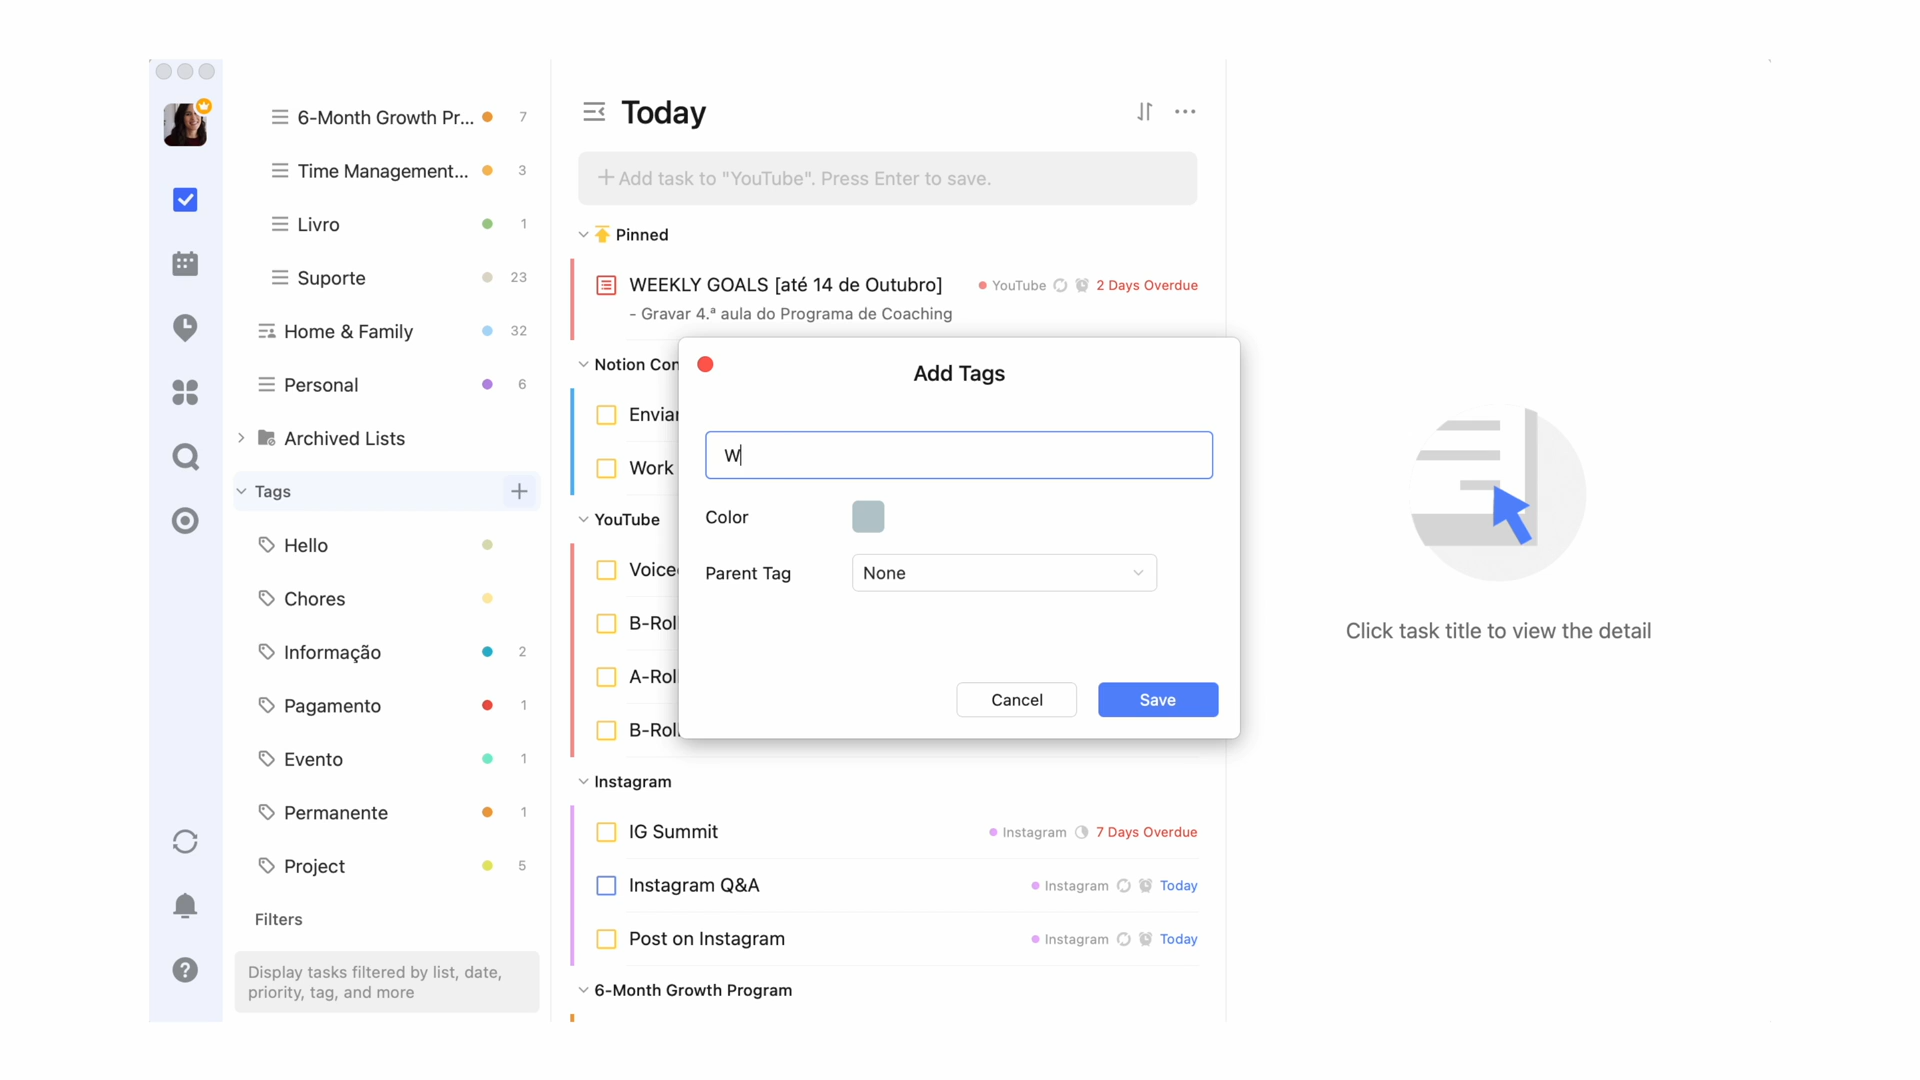 6-Month Growth Pr... 7
Time Management... 3
Livro 1
Suporte 23
Home & Family 32
Personal 6
Archived Lists
Tags
Hello
Chores
Informação 2
Pagamento 1
Evento 1
Permanente 1
Project 5
Filters
Display tasks filtered by list, date,
priority, tag, and more
Today
Add task to "YouTube". Press Enter to save.
Pinned
WEEKLY GOALS [até 14 de Outubro] YouTube 2 Days Overdue
- Gravar 4.ª aula do Programa de Coaching
Notion Con
Enviar
Work
YouTube
Voice
B-Roll
A-Roll
B-Roll
Instagram
IG Summit Instagram 7 Days Overdue
Instagram Q&A Instagram Today
Post on Instagram Instagram Today
6-Month Growth Program
Add Tags
W
Color
Parent Tag None
Cancel Save
Click task title to view the detail